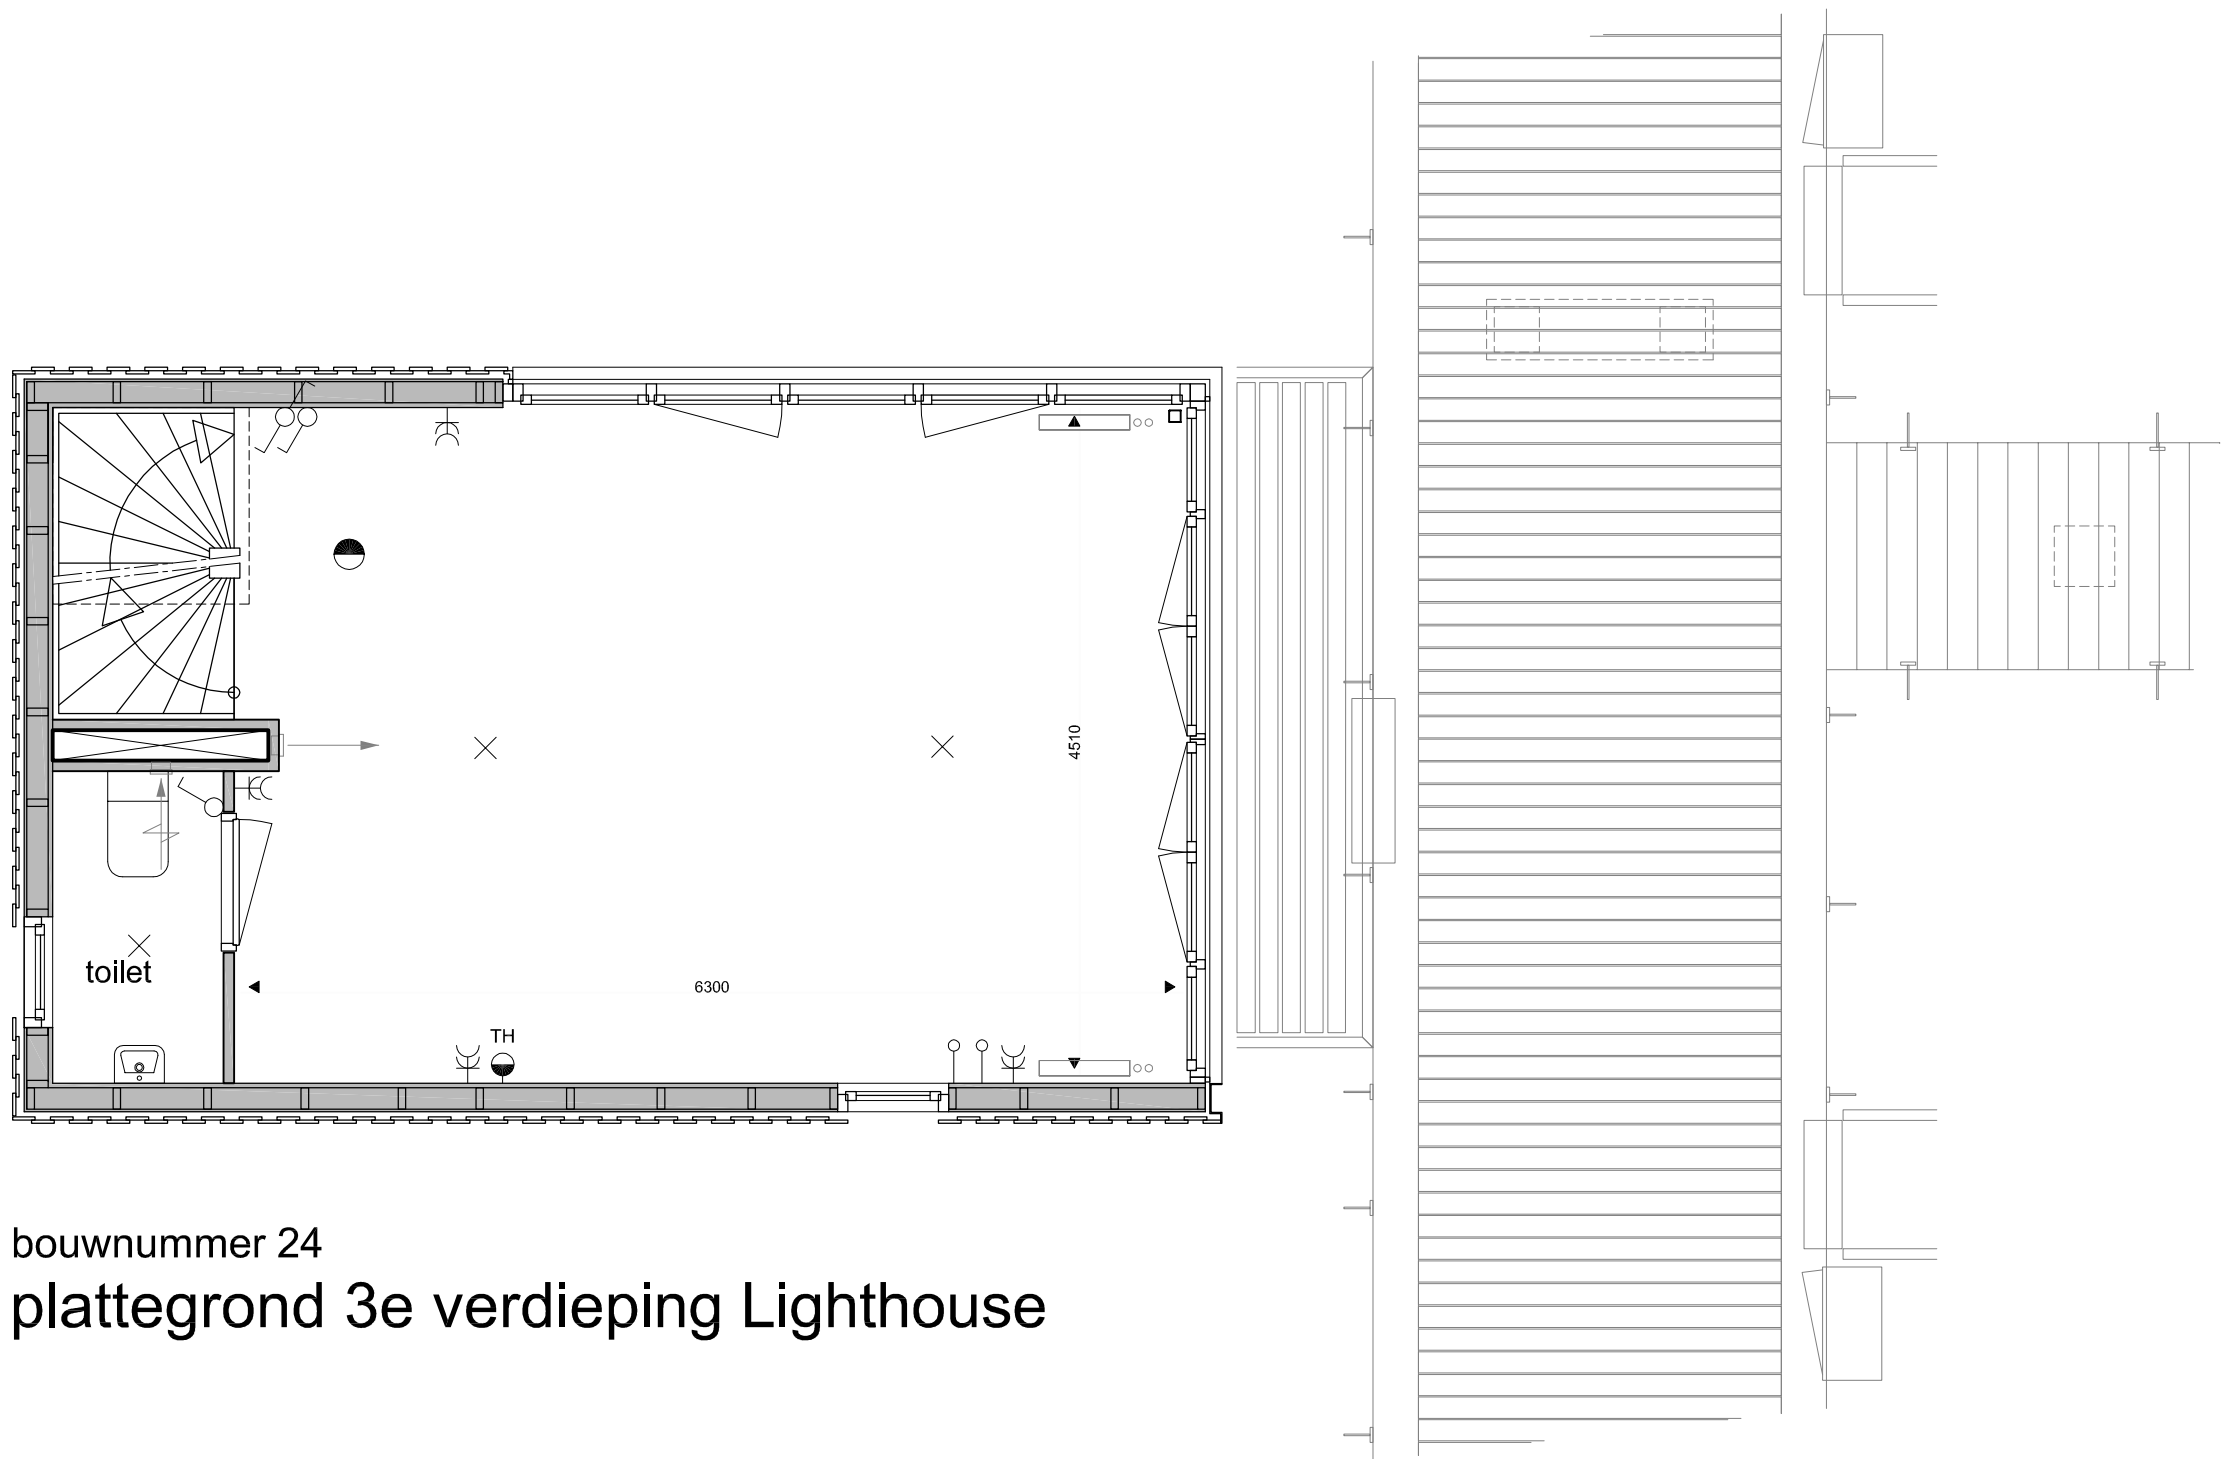 4510
toilet
6300
TH
bouwnummer 24
plattegrond 3e verdieping Lighthouse